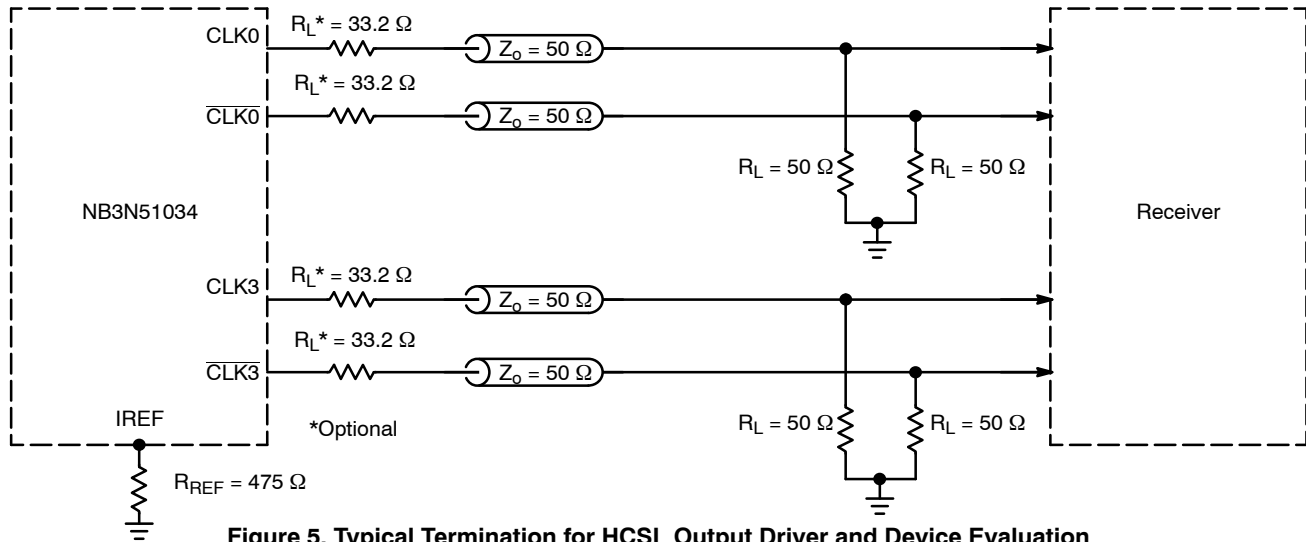 CLK0
R_L* = 33.2 Ω
Z_o = 50 Ω
R_L* = 33.2 Ω
CLK0
Z_o = 50 Ω
R_L = 50 Ω
R_L = 50 Ω
NB3N51034
Receiver
CLK3
R_L* = 33.2 Ω
Z_o = 50 Ω
R_L* = 33.2 Ω
CLK3
Z_o = 50 Ω
IREF
*Optional
R_L = 50 Ω
R_L = 50 Ω
R_REF = 475 Ω
Figure 5. Typical Termination for HCSL Output Driver and Device Evaluation